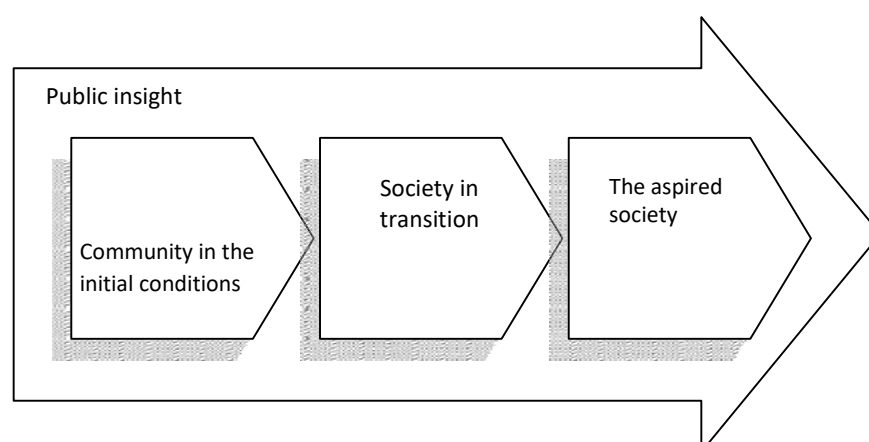 Public insight
Community in the
initial conditions
Society in
transition
The aspired
society